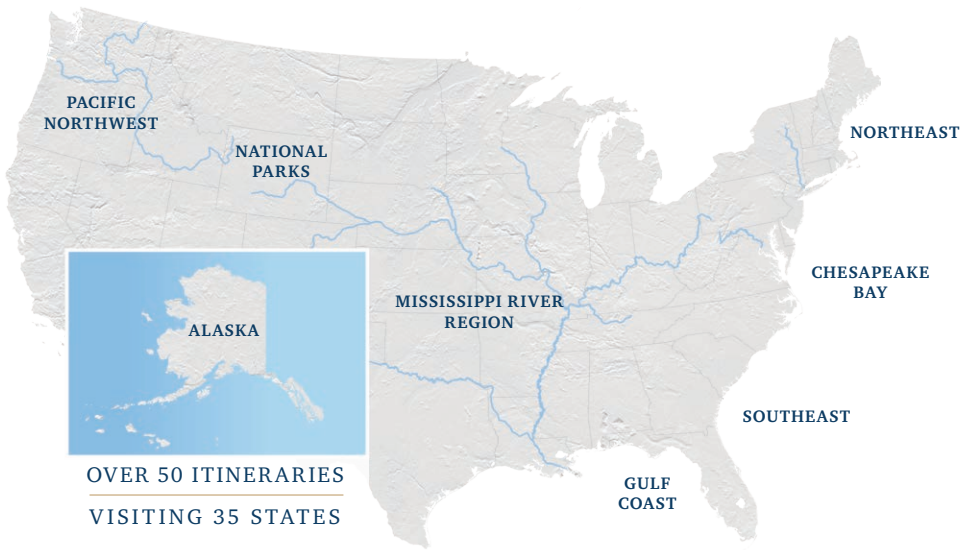 PACIFIC
NORTHWEST
NATIONAL
PARKS
NORTHEAST
CHESAPEAKE
BAY
MISSISSIPPI RIVER
REGION
ALASKA
SOUTHEAST
GULF
COAST
OVER 50 ITINERARIES
VISITING 35 STATES